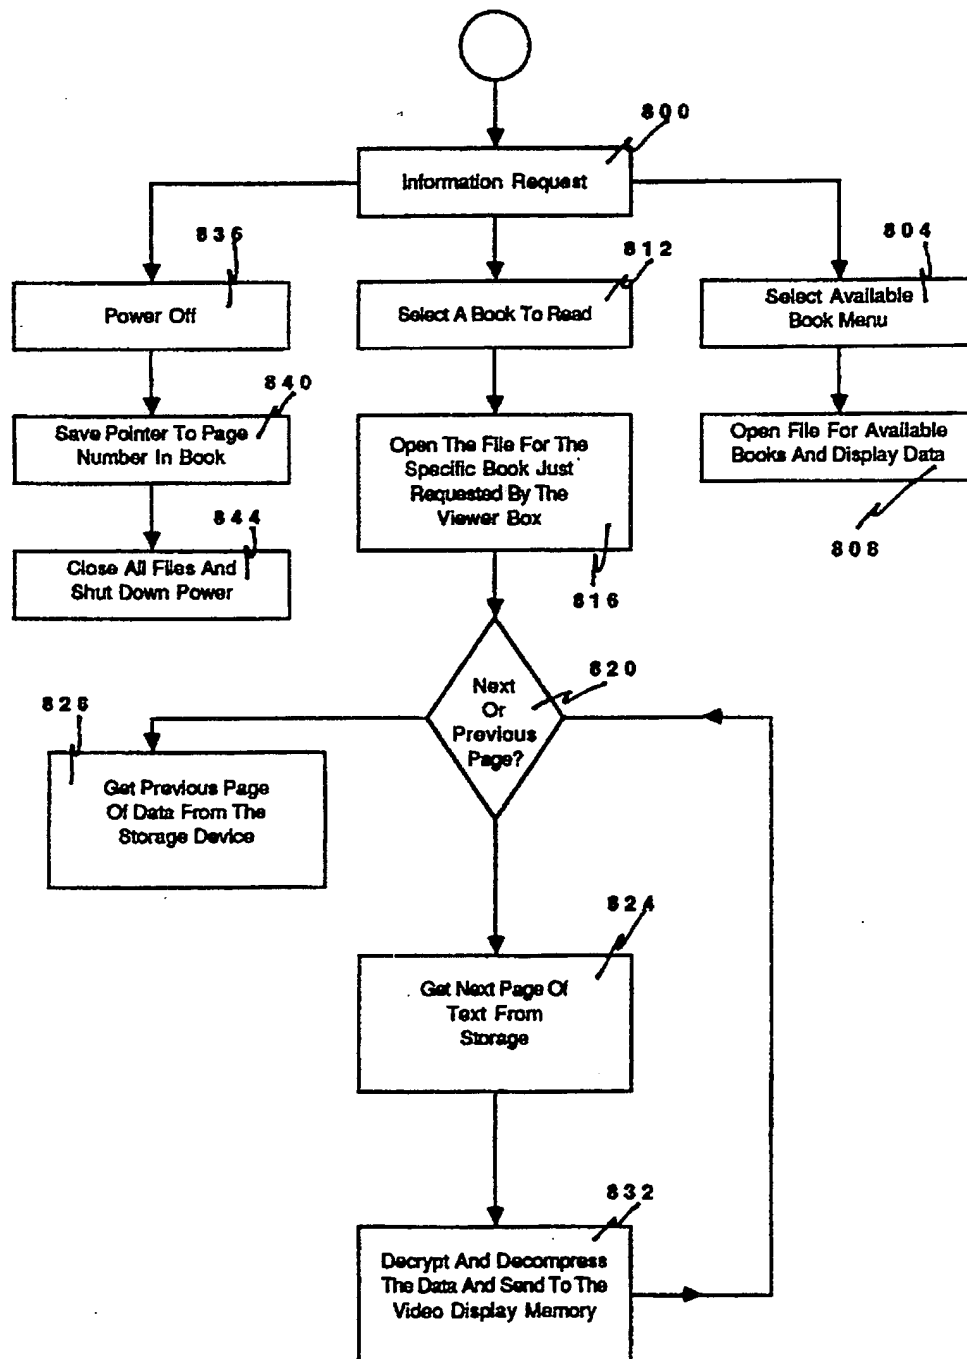 800
Information Request
836
Power Off
812
Select A Book To Read
804
Select Available
Book Menu
840
Save Pointer To Page
Number In Book
Open The File For The
Specific Book Just
Requested By The
Viewer Box
816
Open File For Available
Books And Display Data
808
844
Close All Files And
Shut Down Power
820
Next
Or
Previous
Page?
828
Get Previous Page
Of Data From The
Storage Device
824
Get Next Page Of
Text From
Storage
832
Decrypt And Decompress
The Data And Send To The
Video Display Memory